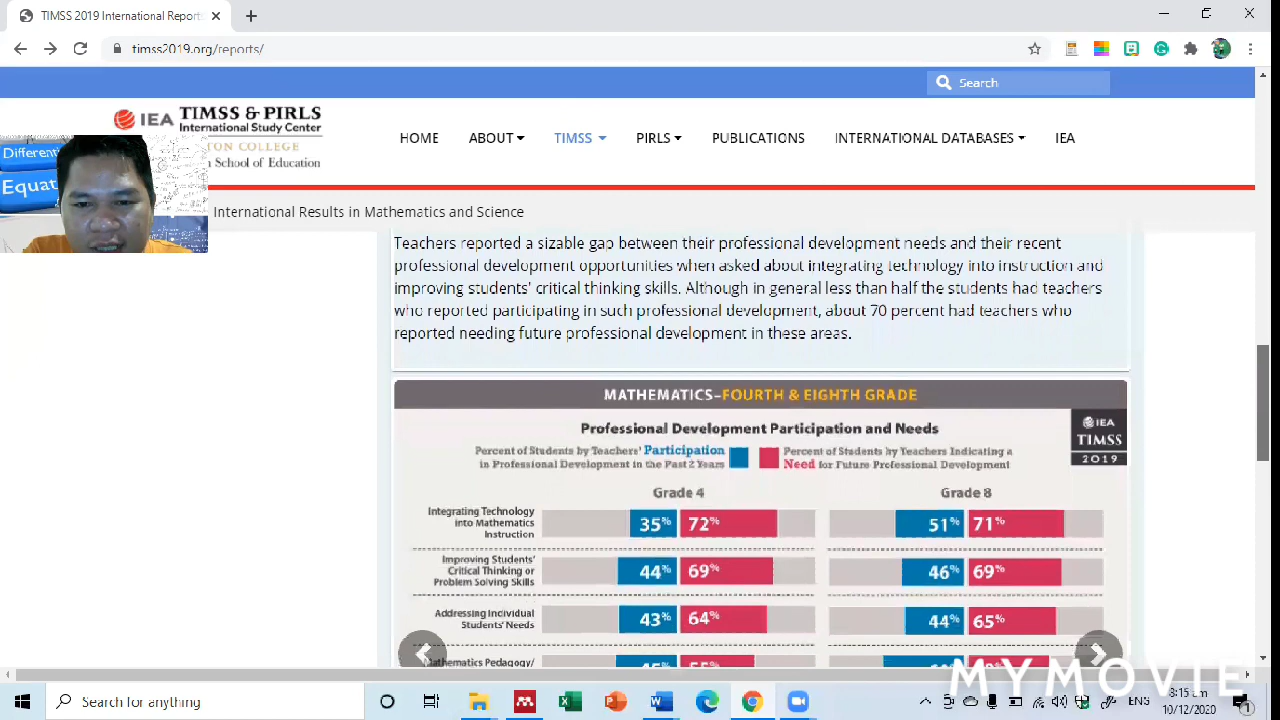 TIMSS 2019 International Report
timss2019.org/reports/
Search
IEA TIMSS & PIRLS
International Study Center
TON COLLEGE
School of Education
HOME ABOUT TIMSS PIRLS PUBLICATIONS INTERNATIONAL DATABASES IEA
Differenti
Equat
International Results in Mathematics and Science
Teachers reported a sizable gap between their professional development needs and their recent
professional development opportunities when asked about integrating technology into instruction and
improving students' critical thinking skills. Although in general less than half the students had teachers
who reported participating in such professional development, about 70 percent had teachers who
reported needing future professional development in these areas.
MATHEMATICS–FOURTH & EIGHTH GRADE
IEA
TIMSS
2019
Professional Development Participation and Needs
Percent of Students by Teachers' Participation
in Professional Development in the Past 2 Years
Percent of Students by Teachers Indicating a
Need for Future Professional Development
Grade 4 Grade 8
Integrating Technology
into Mathematics
Instruction
35% 72% 51% 71%
Improving Students'
Critical Thinking or
Problem Solving Skills
44% 69% 46% 69%
Addressing Individual
Students' Needs
43% 64% 44% 65%
Mathematics Pedagogy/
MYMOVIE
Search for anything
ENG
10/12/2020
1